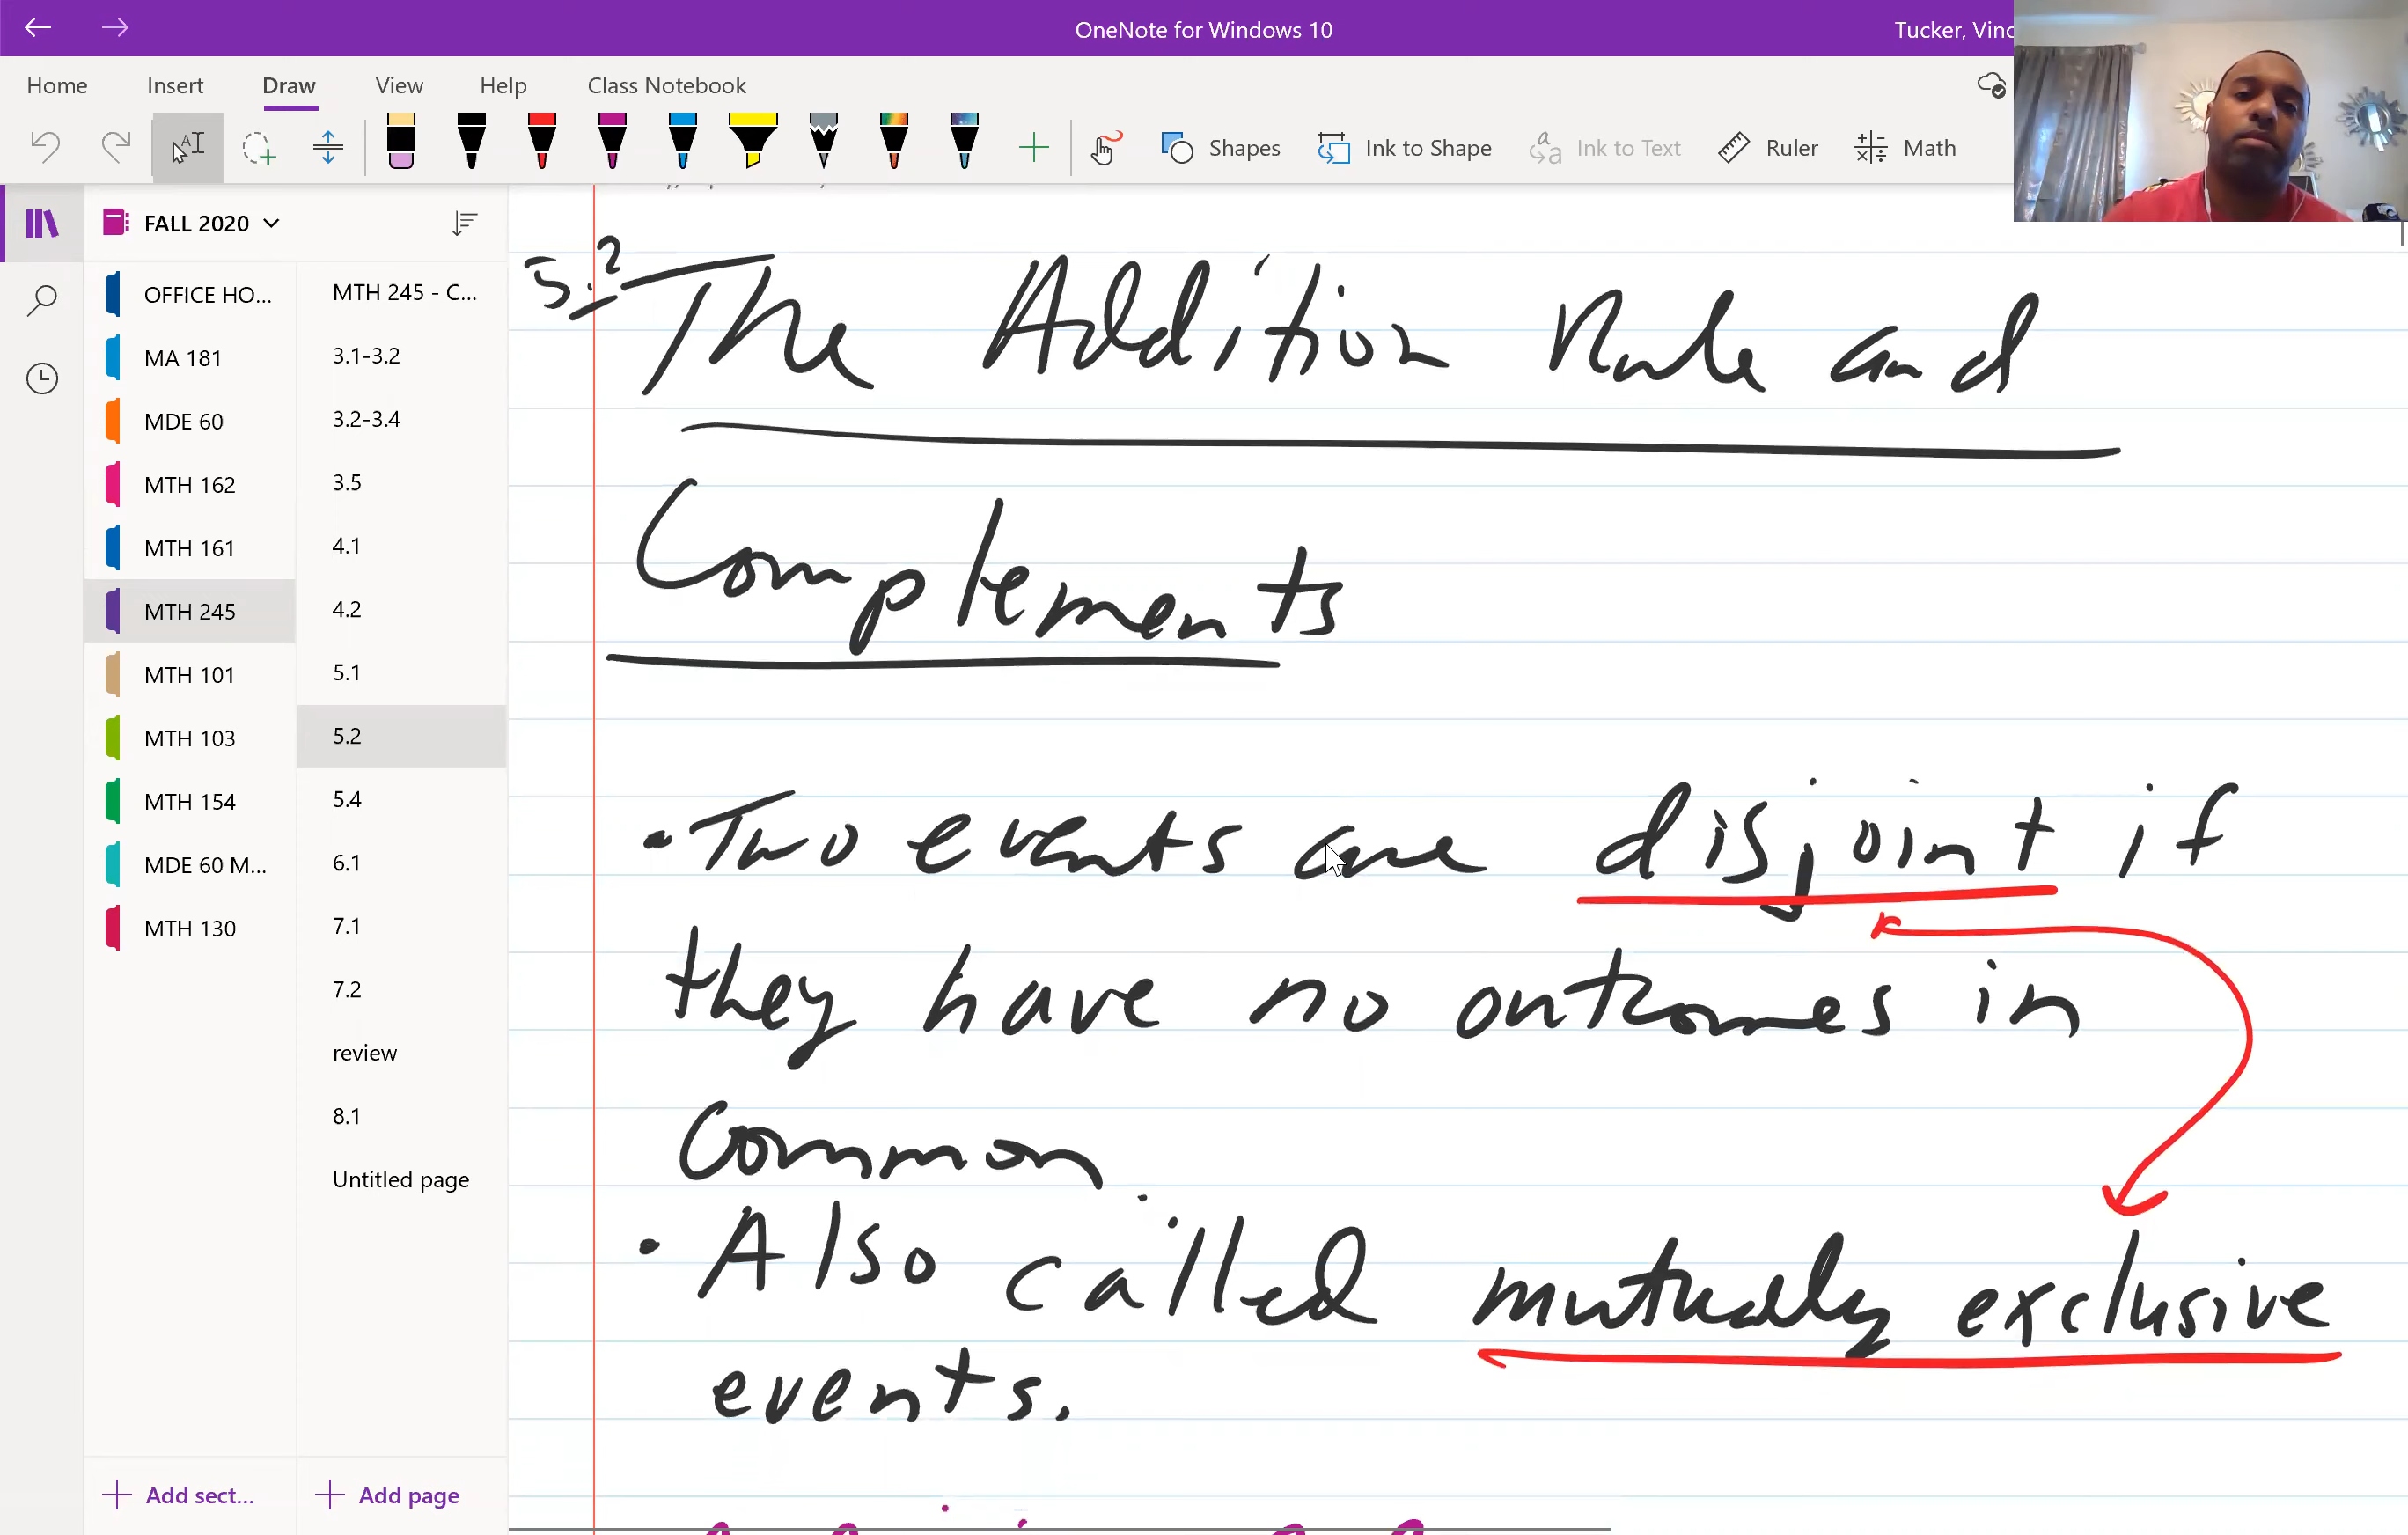 OneNote for Windows 10
Tucker, Vinc
Home Insert Draw View Help Class Notebook
Shapes Ink to Shape Ink to Text Ruler Math
FALL 2020
OFFICE HO...
MA 181
MDE 60
MTH 162
MTH 161
MTH 245
MTH 101
MTH 103
MTH 154
MDE 60 M...
MTH 130
Add sect...
MTH 245 - C...
3.1-3.2
3.2-3.4
3.5
4.1
4.2
5.1
5.2
5.4
6.1
7.1
7.2
review
8.1
Untitled page
Add page
5.2 The Addition Rule and
Complements
• Two events are disjoint if
they have no outcomes in
common.
• Also called mutually exclusive
events.